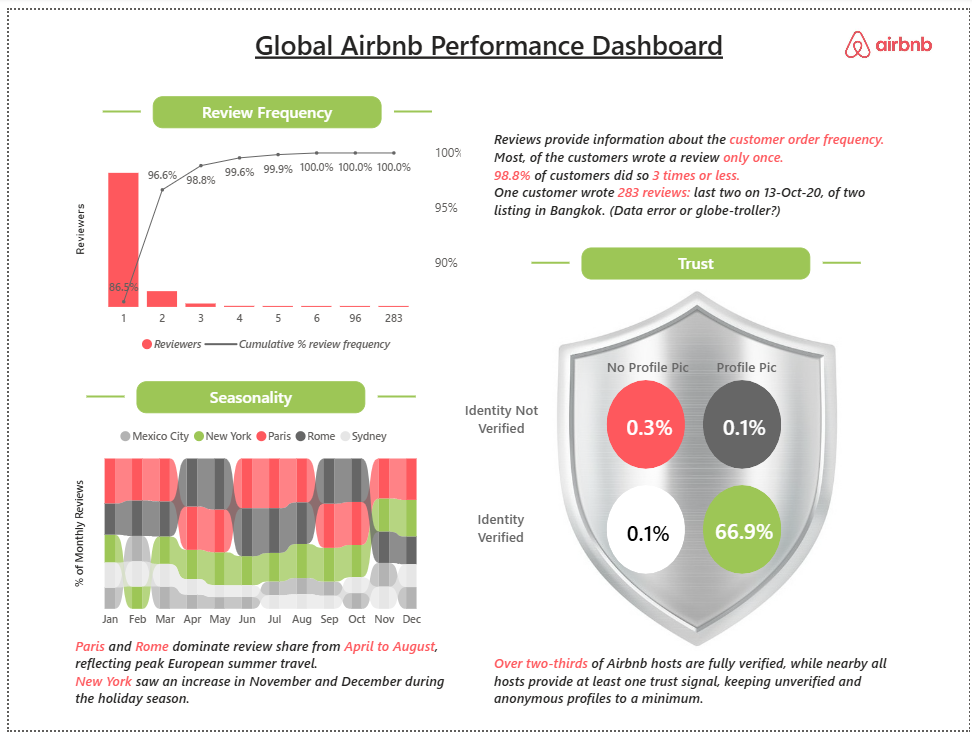 Global Airbnb Performance Dashboard
airbnb
Review Frequency
Reviewers
86.5%
96.6%
98.8%
99.6%
99.9%
100.0%
100.0%
100.0%
100%
95%
90%
1
2
3
4
5
6
96
283
Reviewers
Cumulative % review frequency
Reviews provide information about the customer order frequency.
Most, of the customers wrote a review only once.
98.8% of customers did so 3 times or less.
One customer wrote 283 reviews: last two on 13-Oct-20, of two
listing in Bangkok. (Data error or globe-troller?)
Seasonality
Mexico City
New York
Paris
Rome
Sydney
% of Monthly Reviews
Jan
Feb
Mar
Apr
May
Jun
Jul
Aug
Sep
Oct
Nov
Dec
Paris and Rome dominate review share from April to August,
reflecting peak European summer travel.
New York saw an increase in November and December during
the holiday season.
Trust
No Profile Pic
Profile Pic
Identity Not
Verified
0.3%
0.1%
Identity
Verified
0.1%
66.9%
Over two-thirds of Airbnb hosts are fully verified, while nearby all
hosts provide at least one trust signal, keeping unverified and
anonymous profiles to a minimum.